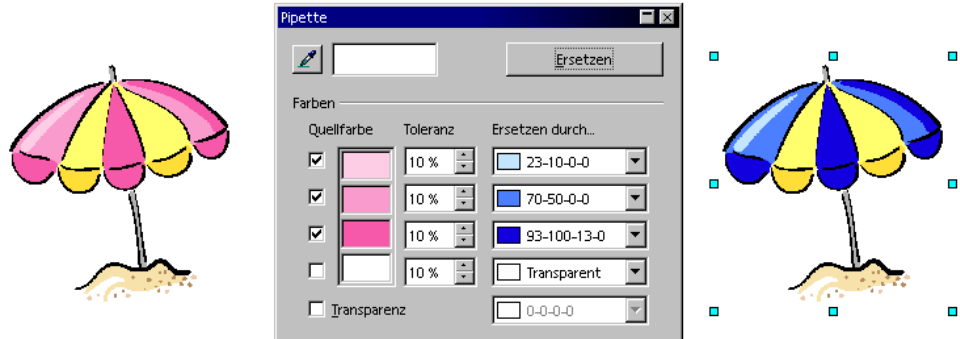 Pipette
Ersetzen
Farben
Quellfarbe Toleranz Ersetzen durch...
10 % 23-10-0-0
10 % 70-50-0-0
10 % 93-100-13-0
10 % Transparent
Transparenz 0-0-0-0